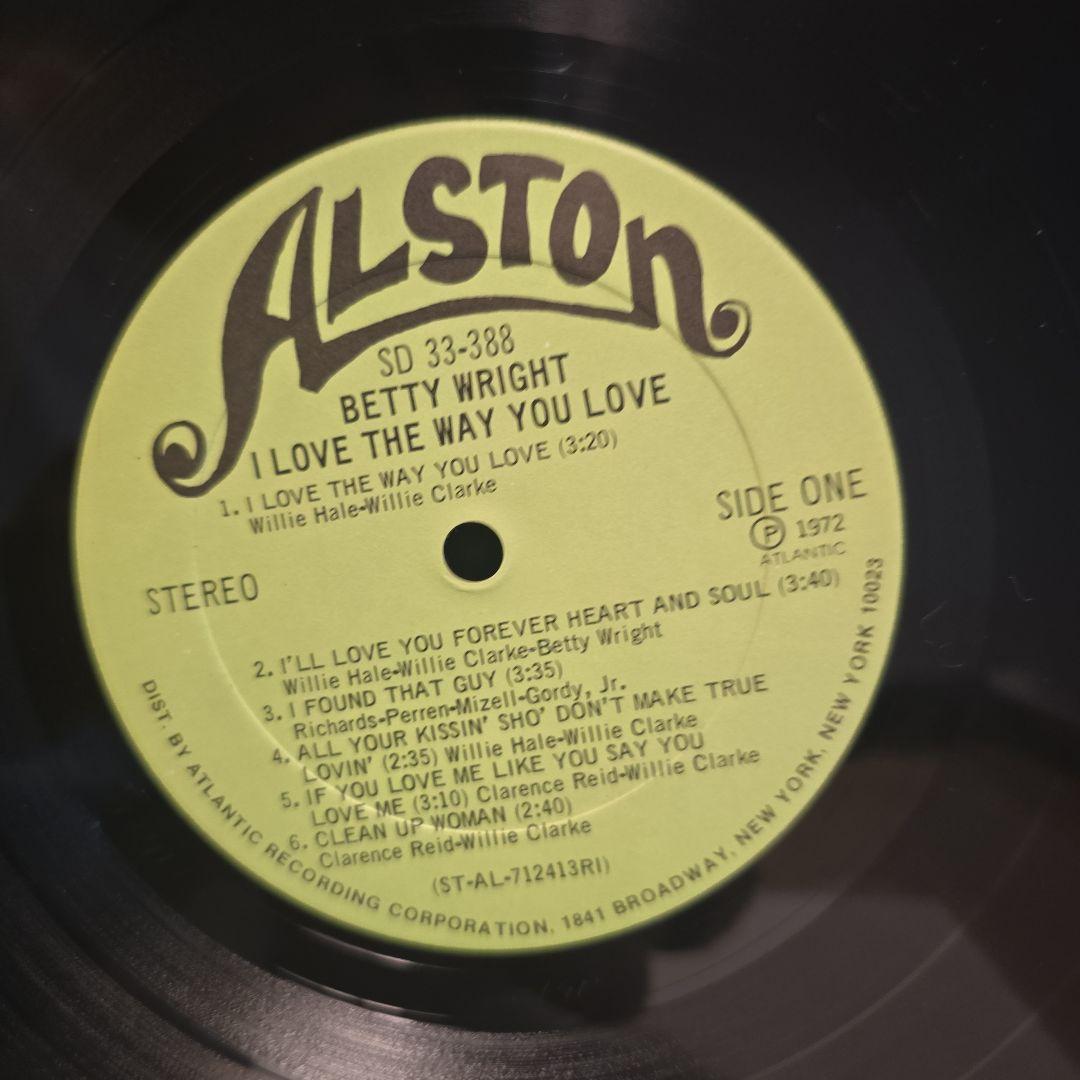 ALSTON
SD 33-388
BETTY WRIGHT
I LOVE THE WAY YOU LOVE
1. I LOVE THE WAY YOU LOVE (3:20)
Willie Hale-Willie Clarke
SIDE ONE
Ⓟ 1972
ATLANTIC
STEREO
2. I'LL LOVE YOU FOREVER HEART AND SOUL (3:40)
Willie Hale-Willie Clarke-Betty Wright
3. I FOUND THAT GUY (3:35)
Richards-Perren-Mizell-Gordy, Jr.
4. ALL YOUR KISSIN' SHO' DON'T MAKE TRUE
LOVIN' (2:35) Willie Hale-Willie Clarke
5. IF YOU LOVE ME LIKE YOU SAY YOU
LOVE ME (3:10) Clarence Reid-Willie Clarke
6. CLEAN UP WOMAN (2:40)
Clarence Reid-Willie Clarke
(ST-AL-712413RI)
DIST. BY ATLANTIC RECORDING CORPORATION, 1841 BROADWAY, NEW YORK, NEW YORK 10023